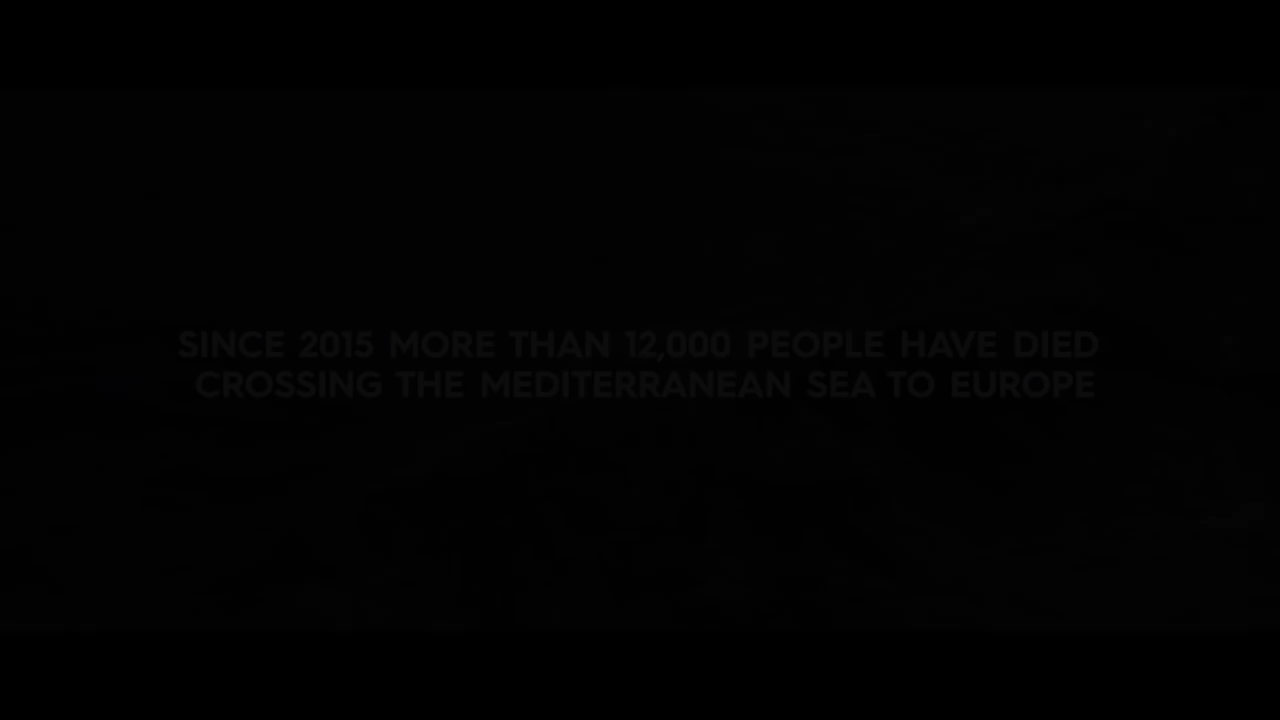 SINCE 2015 MORE THAN 12,000 PEOPLE HAVE DIED
CROSSING THE MEDITERRANEAN SEA TO EUROPE